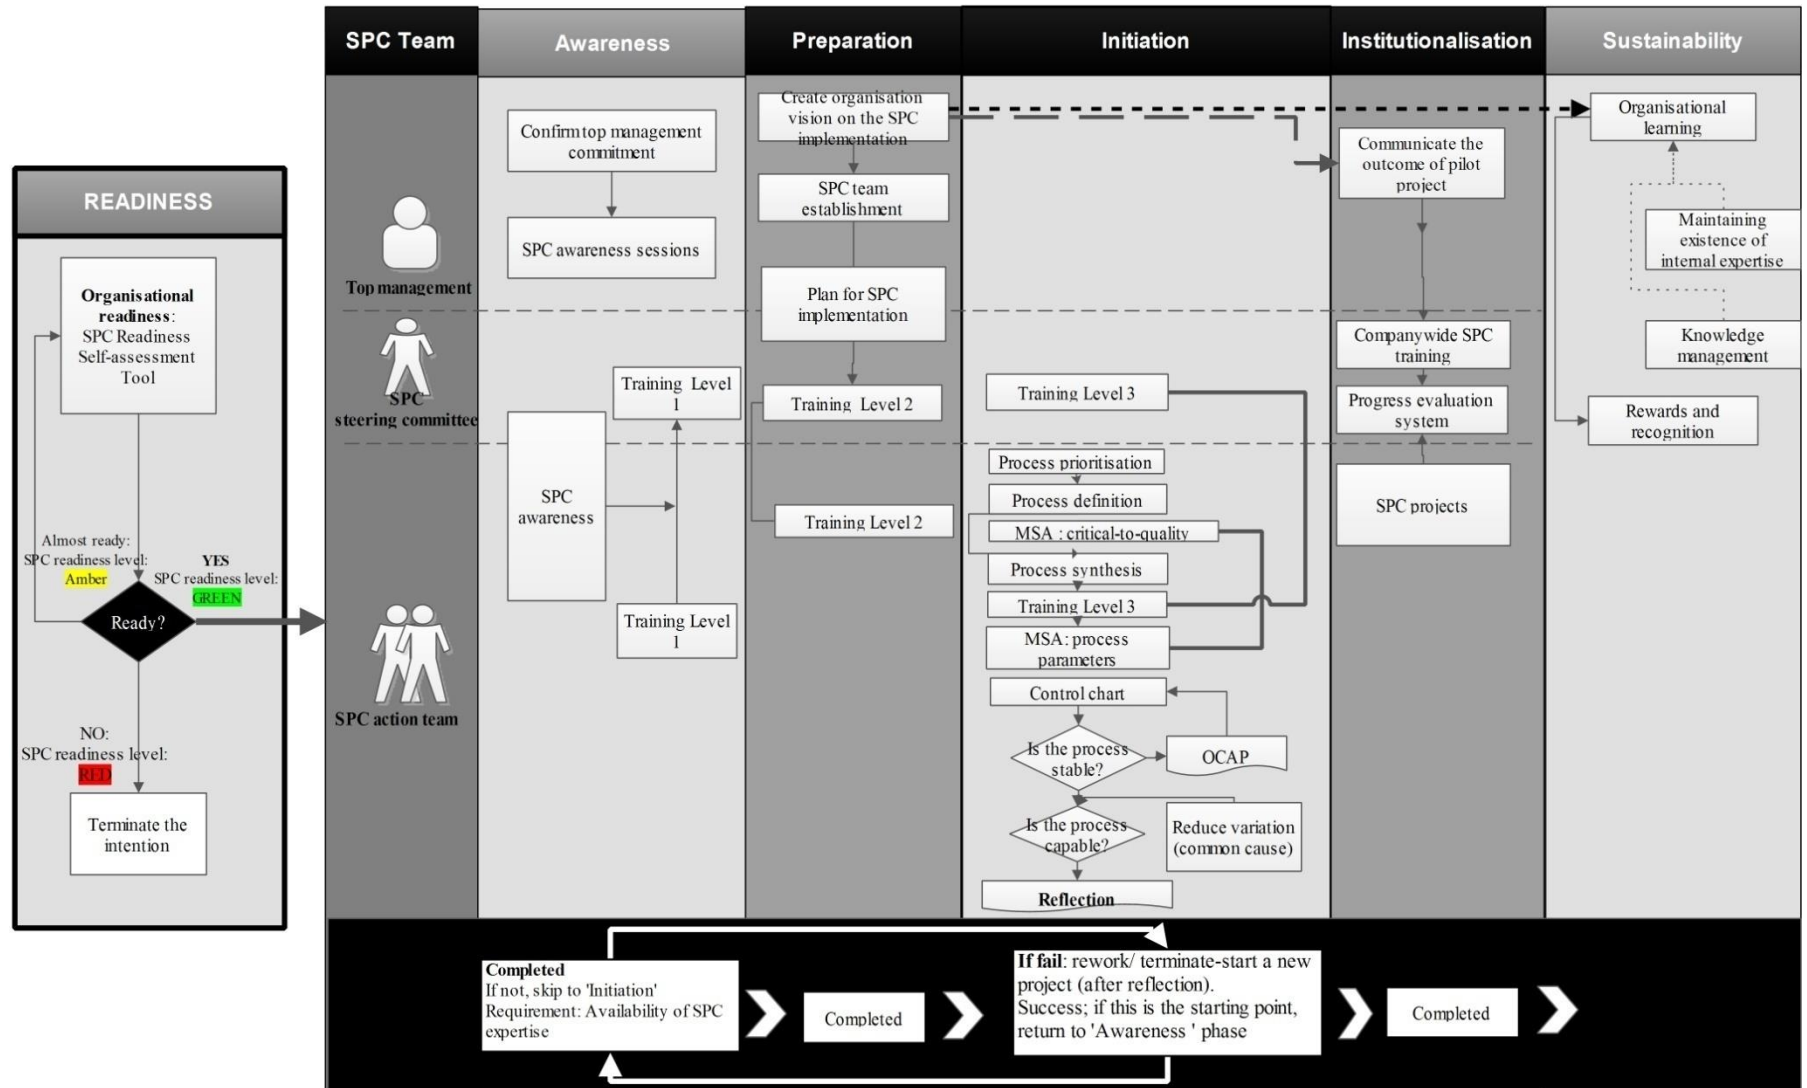 READINESS
Organisational
readiness:
SPC Readiness
Self-assessment
Tool
Almost ready:
SPC readiness level:
Amber
YES
SPC readiness level:
GREEN
Ready?
NO:
SPC readiness level:
RED
Terminate the
intention
SPC Team
Top management
SPC
steering committee
SPC action team
Awareness
Confirm top management
commitment
SPC awareness sessions
Training Level
1
SPC
awareness
Training Level
1
Preparation
Create organisation
vision on the SPC
implementation
SPC team
establishment
Plan for SPC
implementation
Training Level 2
Training Level 2
Initiation
Training Level 3
Process prioritisation
Process definition
MSA : critical-to-quality
Process synthesis
Training Level 3
MSA: process
parameters
Control chart
Is the process
stable?
OCAP
Is the process
capable?
Reduce variation
(common cause)
Reflection
Institutionalisation
Communicate the
outcome of pilot
project
Companywide SPC
training
Progress evaluation
system
SPC projects
Sustainability
Organisational
learning
Maintaining
existence of
internal expertise
Knowledge
management
Rewards and
recognition
Completed
If not, skip to 'Initiation'
Requirement: Availability of SPC
expertise
Completed
If fail: rework/ terminate-start a new
project (after reflection).
Success; if this is the starting point,
return to 'Awareness ' phase
Completed